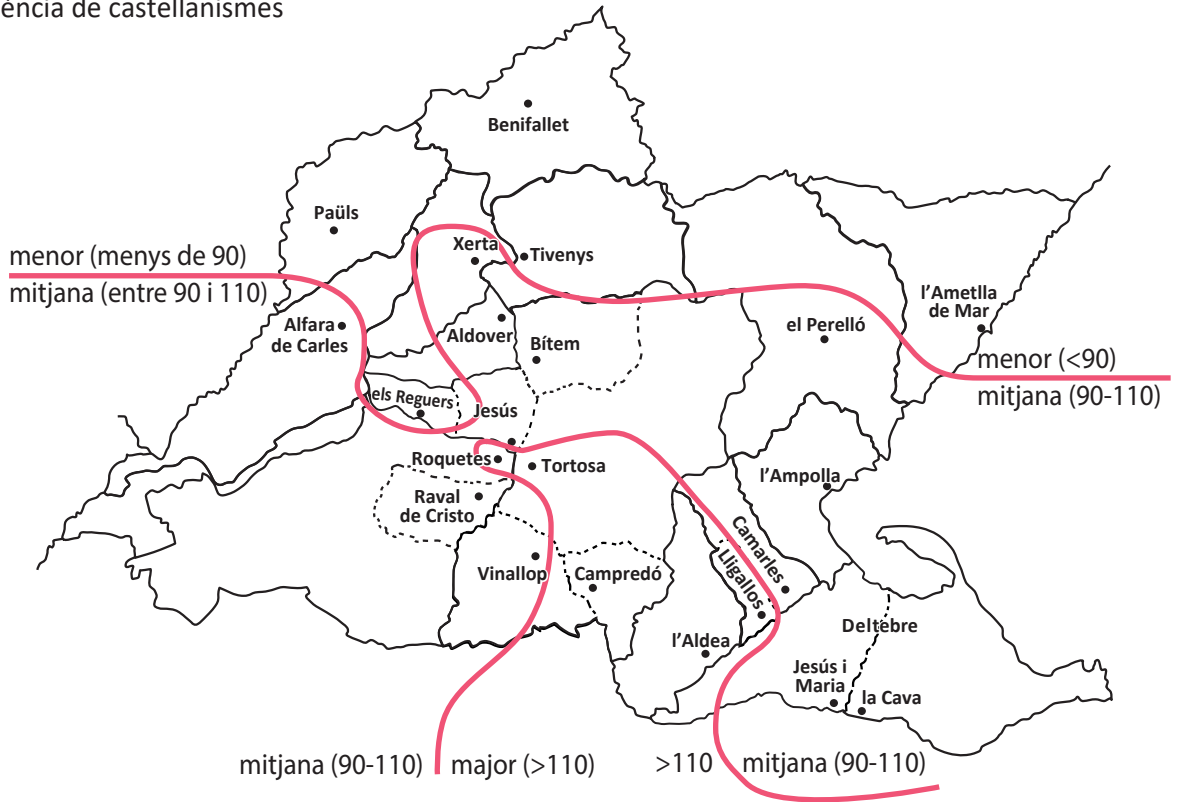 ència de castellanismes
Benifallet
Paüls
Xerta
Tivenys
menor (menys de 90)
mitjana (entre 90 i 110)
l'Ametlla
de Mar
Alfara
de Carles
Aldover
Bítem
el Perelló
menor (<90)
mitjana (90-110)
els Reguers
Jesús
Roquetes
Tortosa
l'Ampolla
Raval
de Cristo
Camarles
Lligallos
Vinallop
Campredó
Deltebre
l'Aldea
Jesús i
Maria
la Cava
mitjana (90-110)
major (>110)
>110
mitjana (90-110)